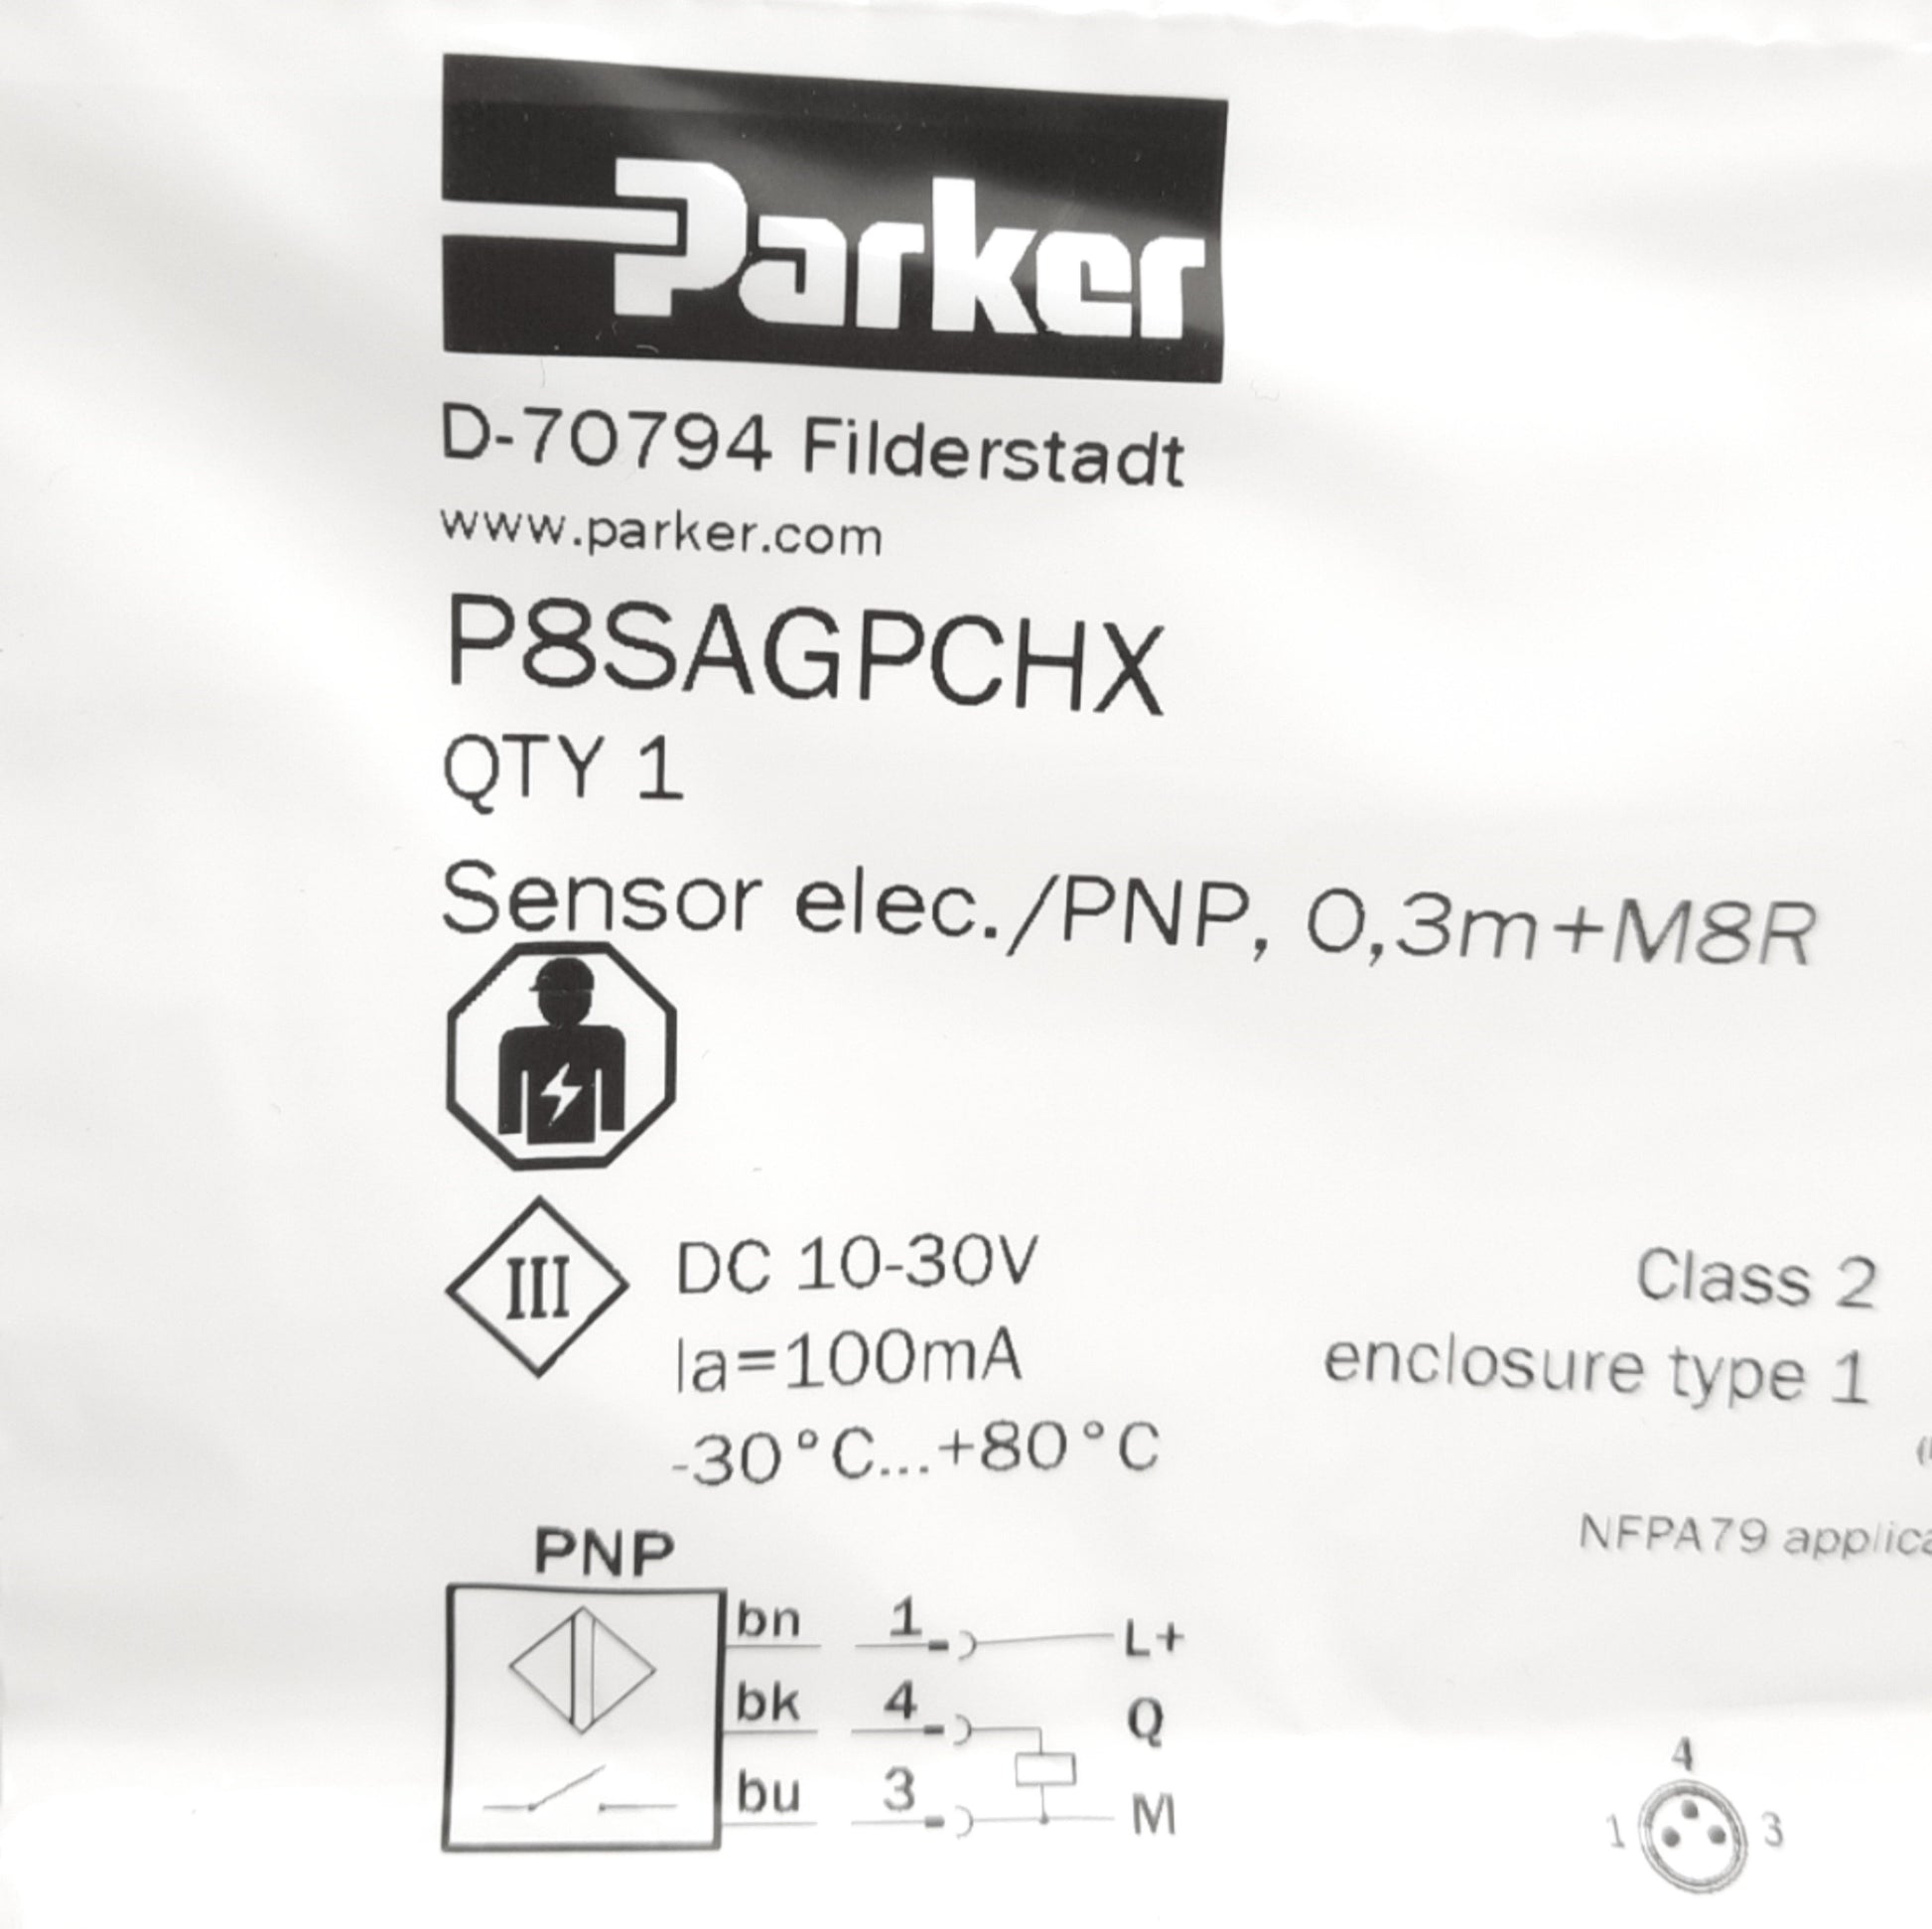 Parker
D-70794 Filderstadt
www.parker.com
P8SAGPCHX
QTY 1
Sensor elec./PNP, 0,3m+M8R
III
DC 10-30V
Ia=100mA
-30°C...+80°C
Class 2
enclosure type 1
NFPA79
PNP
bn 1 L+
bk 4 Q
bu 3 M
4
1 3